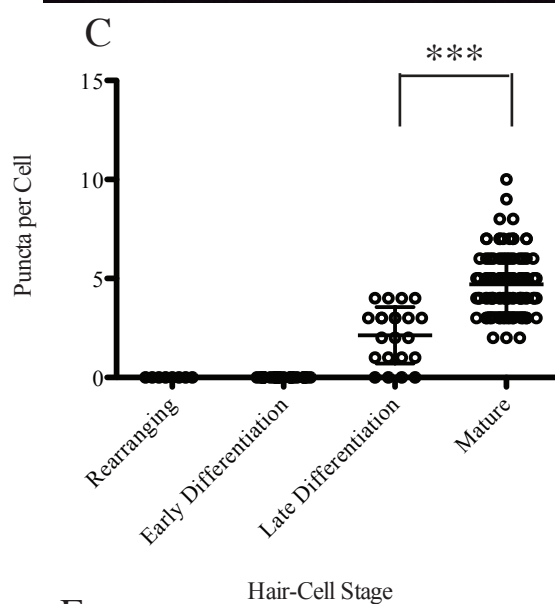 C
***
15
10
5
0
Puncta per Cell
Rearranging
Early Differentiation
Late Differentiation
Mature
Hair-Cell Stage